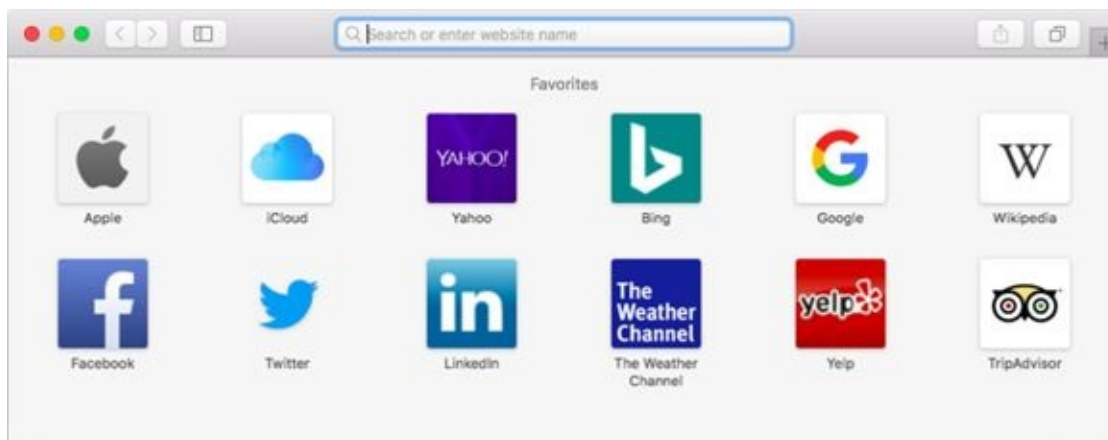 Search or enter website name
Favorites
YAHOO!
Apple
iCloud
Yahoo
Bing
Google
W
Wikipedia
The
Weather
Channel
in
yelp
Facebook
Twitter
LinkedIn
The Weather
Channel
Yelp
TripAdvisor